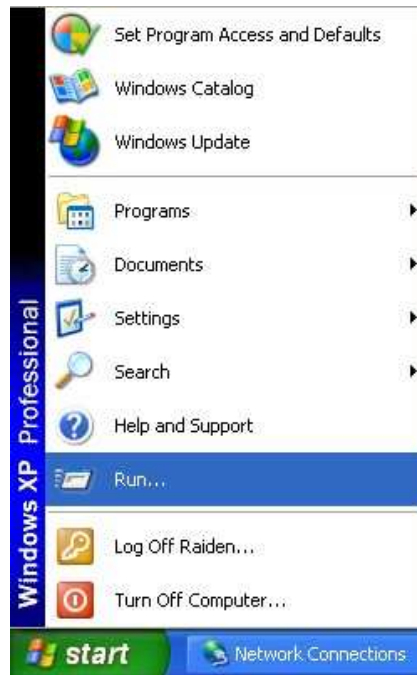 Set Program Access and Defaults
Windows Catalog
Windows Update
Programs
Documents
Settings
Search
Help and Support
Run...
Log Off Raiden...
Turn Off Computer...
Windows XP Professional
start
Network Connections